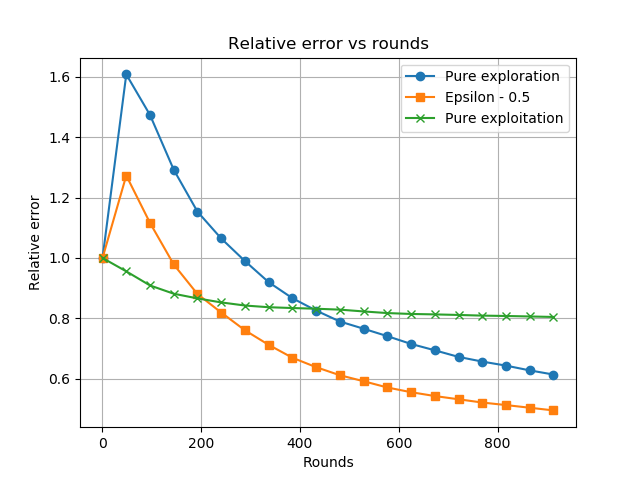 Relative error vs rounds
Pure exploration
Epsilon - 0.5
Pure exploitation
Relative error
1.6
1.4
1.2
1.0
0.8
0.6
0
200
400
600
800
Rounds